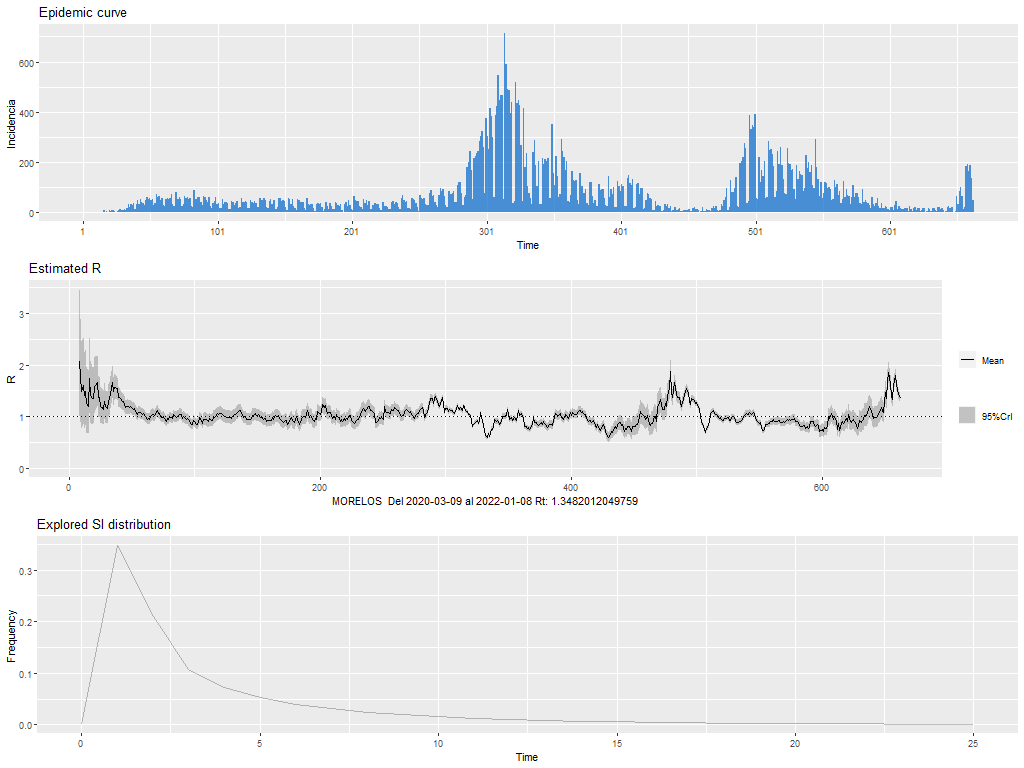 Epidemic curve
Incidencia
600
400
200
0
1
101
201
301
401
501
601
Time
Estimated R
R
3
2
1
0
0
200
400
600
MORELOS Del 2020-03-09 al 2022-01-08 Rt: 1.3482012049759
Mean
95%CrI
Explored SI distribution
Frequency
0.3
0.2
0.1
0.0
0
5
10
15
20
25
Time